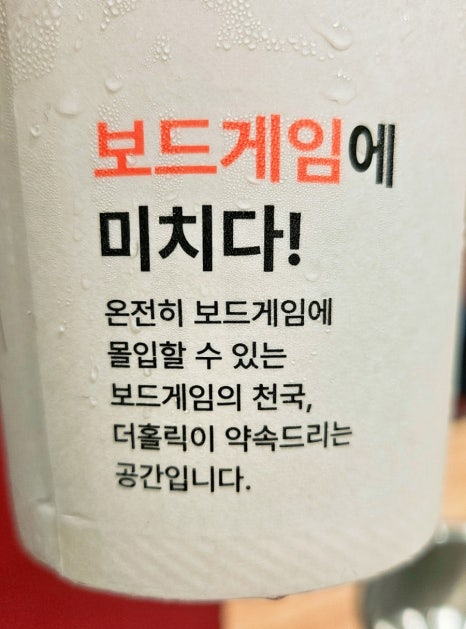 보드게임에
미치다!
온전히 보드게임에
몰입할 수 있는
보드게임의 천국,
더홀릭이 약속드리는
공간입니다.